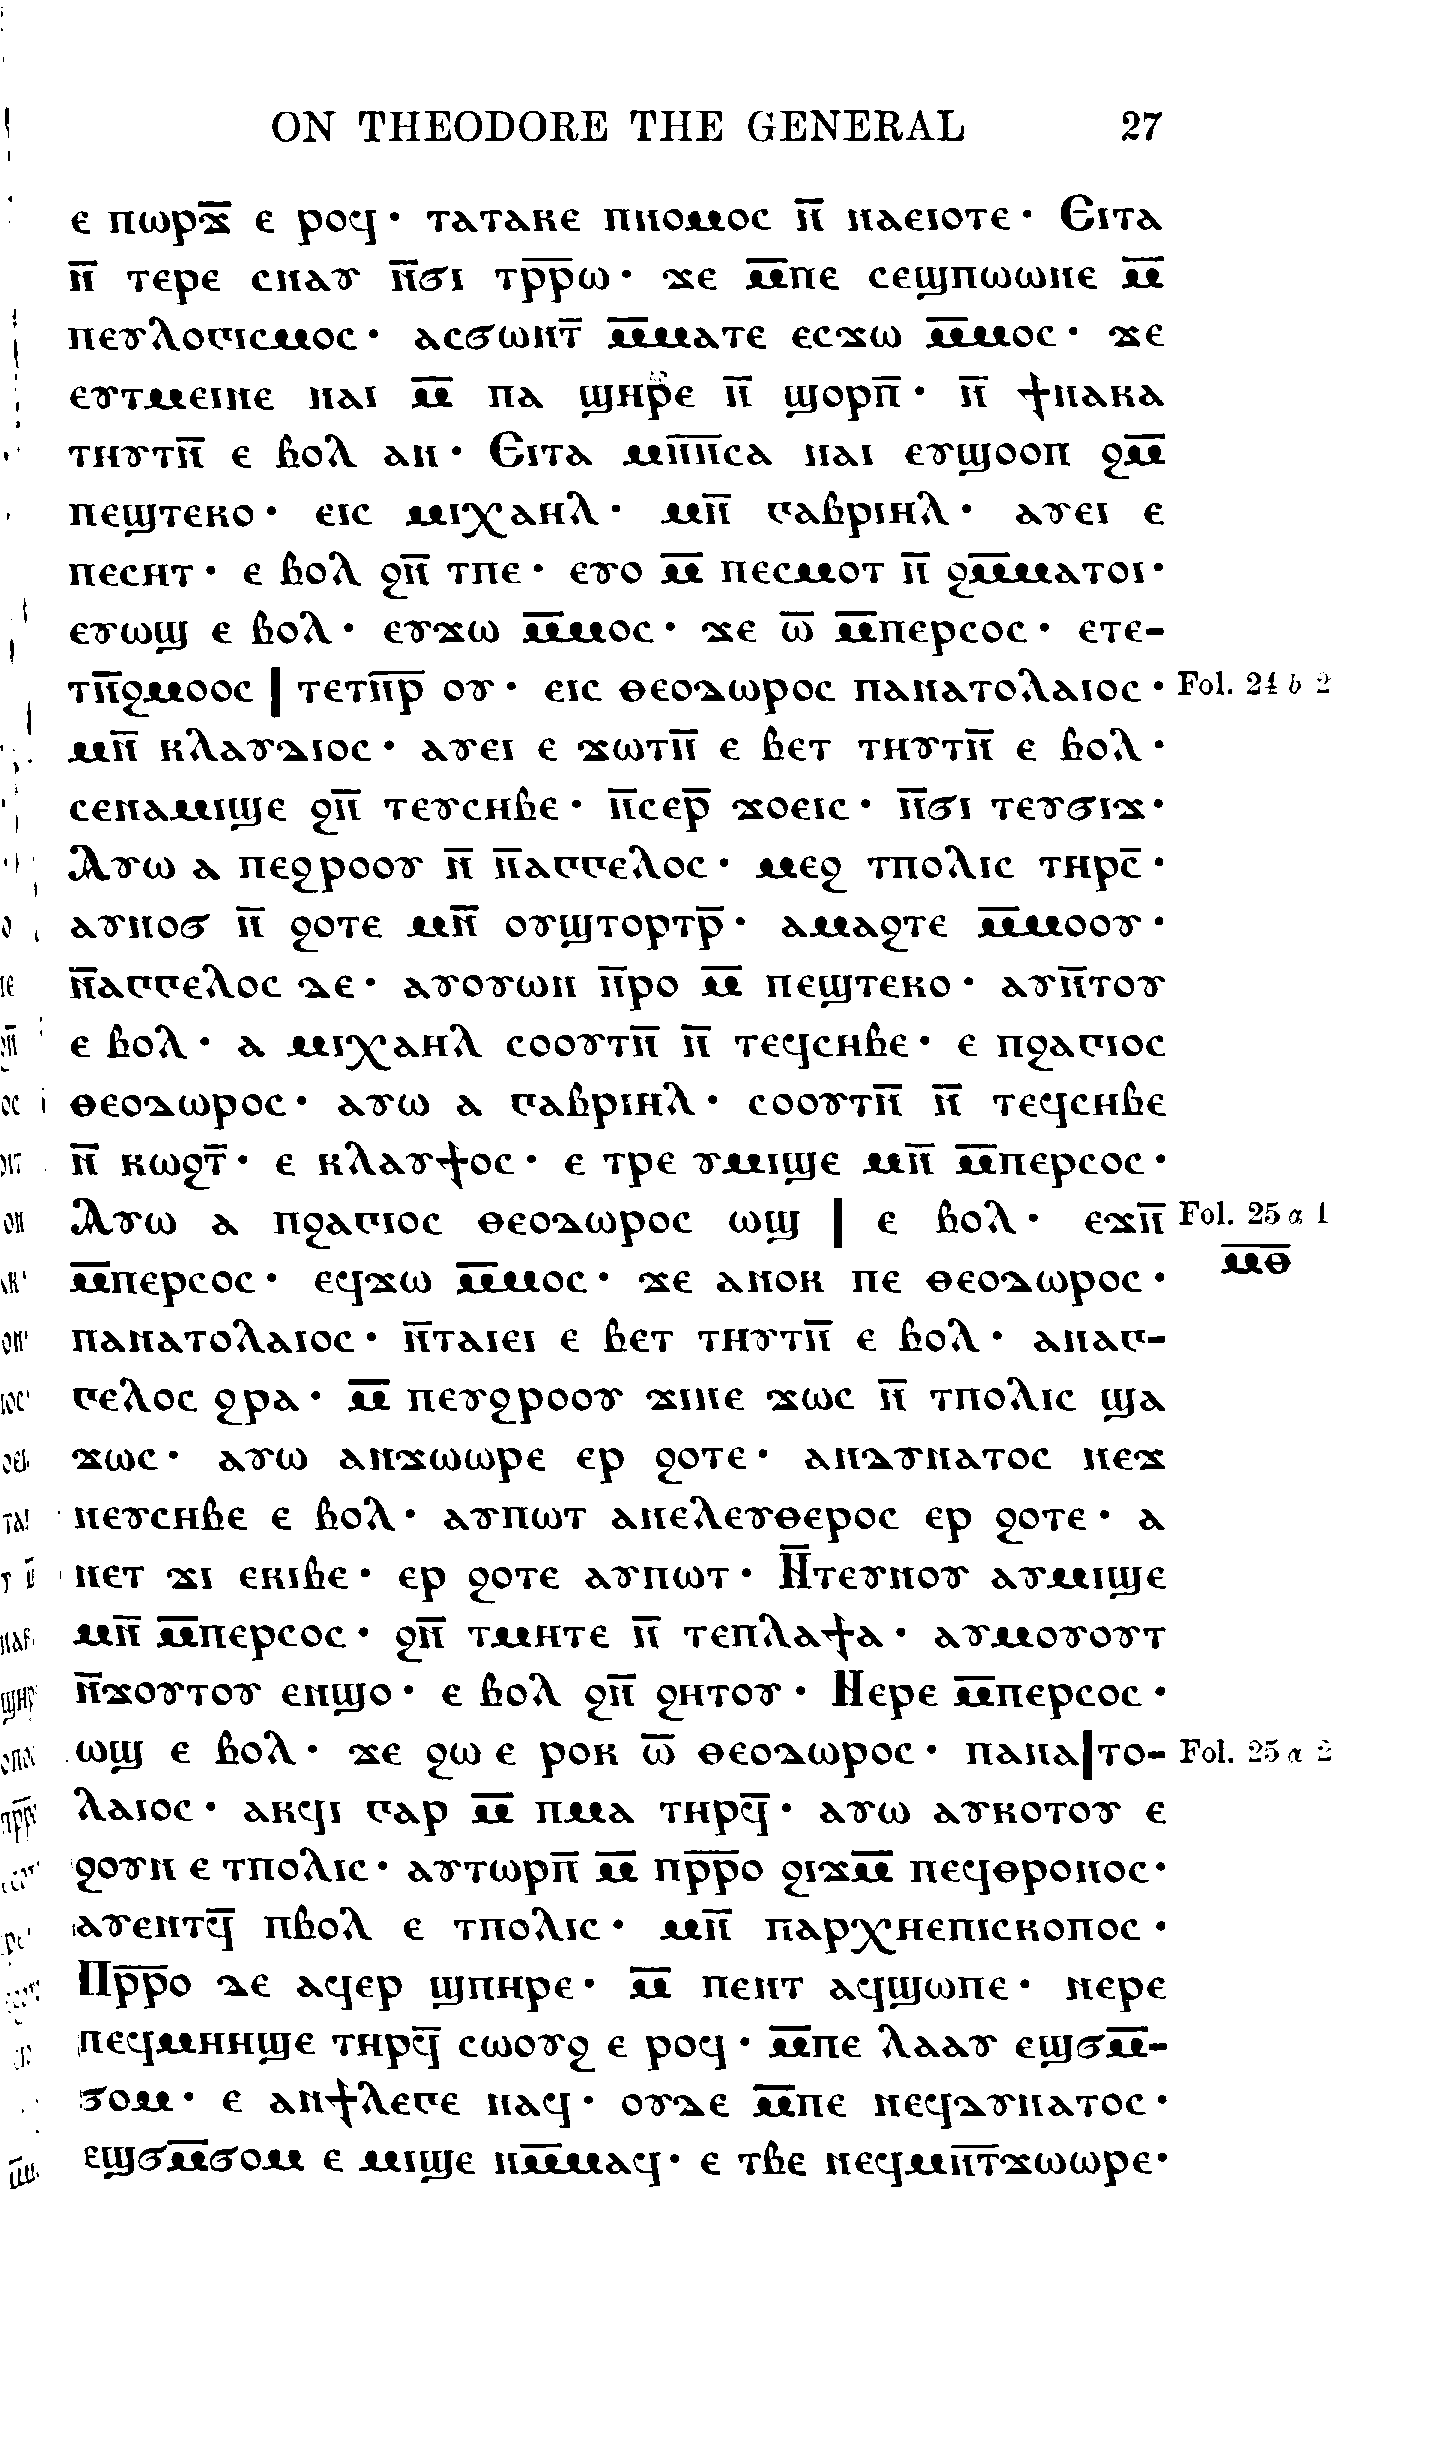 ON THEODORE THE GENERAL 27
ⲉ ⲡⲱⲣϫ̅ ⲉ ⲣⲟϥ· ⲧⲁⲧⲁⲕⲉ ⲡⲛⲟⲙⲟⲥ ⲛ̅ ⲛⲁⲉⲓⲟⲧⲉ· Ⲉⲓⲧⲁ
ⲛ̅ ⲧⲉⲣⲉ ⲥⲛⲁⲩ ⲛ̅ϭⲓ ⲧⲣ̅ⲣ̅ⲱ· ϫⲉ ⲙ̅ⲡⲉ ⲥⲉϣⲡⲱⲱⲛⲉ ⲙ̅
ⲡⲉⲩⲗⲟⲅⲓⲥⲙⲟⲥ· ⲁⲥϭⲱⲛⲧ̅ ⲙ̅ⲙⲁⲧⲉ ⲉⲥϫⲱ ⲙ̅ⲙⲟⲥ· ϫⲉ
ⲉⲩⲧⲙⲉⲓⲛⲉ ⲛⲁⲓ ⲙ̅ ⲡⲁ ϣⲏⲣⲉ ⲛ̅ ϣⲟⲣⲡ̅· ⲛ̅ ϯⲛⲁⲕⲁ
ⲧⲏⲩⲧⲛ̅ ⲉ ⲃⲟⲗ ⲁⲛ· Ⲉⲓⲧⲁ ⲙⲛ̅ⲛ̅ⲥⲁ ⲛⲁⲓ ⲉⲩϣⲟⲟⲡ ϩⲙ̅
ⲡⲉϣⲧⲉⲕⲟ· ⲉⲓⲥ ⲙⲓⲭⲁⲏⲗ· ⲙⲛ̅ ⲅⲁⲃⲣⲓⲏⲗ· ⲁⲩⲉⲓ ⲉ
ⲡⲉⲥⲏⲧ· ⲉ ⲃⲟⲗ ϩⲛ̅ ⲧⲡⲉ· ⲉⲩⲟ ⲙ̅ ⲡⲉⲥⲙⲟⲧ ⲛ̅ ϩⲙ̅ⲙⲁⲧⲟⲓ·
ⲉⲩⲱϣ ⲉ ⲃⲟⲗ· ⲉⲩϫⲱ ⲙ̅ⲙⲟⲥ· ϫⲉ ⲱ̅ ⲙ̅ⲡⲉⲣⲥⲟⲥ· ⲉⲧⲉ-
ⲧⲛ̅ϩⲙⲟⲟⲥ | ⲧⲉⲧⲛ̅ⲣ̅ ⲟⲩ· ⲉⲓⲥ ⲑⲉⲟⲇⲱⲣⲟⲥ ⲡⲁⲛⲁⲧⲟⲗⲁⲓⲟⲥ· Fol. 24 b 2
ⲙⲛ̅ ⲕⲗⲁⲩⲇⲓⲟⲥ· ⲁⲩⲉⲓ ⲉ ϫⲱⲧⲛ̅ ⲉ ⲃⲉⲧ ⲧⲏⲩⲧⲛ̅ ⲉ ⲃⲟⲗ·
ⲥⲉⲛⲁⲙⲓϣⲉ ϩⲛ̅ ⲧⲉⲩⲥⲏⲃⲉ· ⲛ̅ⲥⲉⲣ̅ ϫⲟⲉⲓⲥ· ⲛ̅ϭⲓ ⲧⲉⲩϭⲓϫ·
Ⲁⲩⲱ ⲁ ⲡⲉϩⲣⲟⲟⲩ ⲛ̅ ⲛ̅ⲁⲅⲅⲉⲗⲟⲥ· ⲙⲉϩ ⲧⲡⲟⲗⲓⲥ ⲧⲏⲣⲥ̅·
ⲁⲩⲛⲟϭ ⲛ̅ ϩⲟⲧⲉ ⲙⲛ̅ ⲟⲩϣⲧⲟⲣⲧⲣ̅· ⲁⲙⲁϩⲧⲉ ⲙ̅ⲙⲟⲟⲩ·
ⲛ̅ⲁⲅⲅⲉⲗⲟⲥ ⲇⲉ· ⲁⲩⲟⲩⲱⲛ ⲛ̅ⲣⲟ ⲙ̅ ⲡⲉϣⲧⲉⲕⲟ· ⲁⲩⲛ̅ⲧⲟⲩ
ⲉ ⲃⲟⲗ· ⲁ ⲙⲓⲭⲁⲏⲗ ⲥⲟⲟⲩⲧⲛ̅ ⲛ̅ ⲧⲉϥⲥⲏⲃⲉ· ⲉ ⲡϩⲁⲅⲓⲟⲥ
ⲑⲉⲟⲇⲱⲣⲟⲥ· ⲁⲩⲱ ⲁ ⲅⲁⲃⲣⲓⲏⲗ· ⲥⲟⲟⲩⲧⲛ̅ ⲛ̅ ⲧⲉϥⲥⲏⲃⲉ
ⲛ̅ ⲕⲱϩⲧ̅· ⲉ ⲕⲗⲁⲩϯⲟⲥ· ⲉ ⲧⲣⲉ ⲩⲙⲓϣⲉ ⲙⲛ̅ ⲙ̅ⲡⲉⲣⲥⲟⲥ·
Ⲁⲩⲱ ⲁ ⲡϩⲁⲅⲓⲟⲥ ⲑⲉⲟⲇⲱⲣⲟⲥ ⲱϣ | ⲉ ⲃⲟⲗ· ⲉϫⲛ̅ Fol. 25 a 1
ⲙ̅ⲑ̅
ⲙ̅ⲡⲉⲣⲥⲟⲥ· ⲉϥϫⲱ ⲙ̅ⲙⲟⲥ· ϫⲉ ⲁⲛⲟⲕ ⲡⲉ ⲑⲉⲟⲇⲱⲣⲟⲥ·
ⲡⲁⲛⲁⲧⲟⲗⲁⲓⲟⲥ· ⲛ̅ⲧⲁⲓⲉⲓ ⲉ ⲃⲉⲧ ⲧⲏⲩⲧⲛ̅ ⲉ ⲃⲟⲗ· ⲁⲛⲁⲅ-
ⲅⲉⲗⲟⲥ ϩⲣⲁ· ⲙ̅ ⲡⲉⲩϩⲣⲟⲟⲩ ϫⲓⲛⲉ ϫⲱⲥ ⲛ̅ ⲧⲡⲟⲗⲓⲥ ϣⲁ
ϫⲱⲥ· ⲁⲩⲱ ⲁⲛϫⲱⲱⲣⲉ ⲉⲣ ϩⲟⲧⲉ· ⲁⲛⲇⲩⲛⲁⲧⲟⲥ ⲛⲉϫ
ⲛⲉⲩⲥⲏⲃⲉ ⲉ ⲃⲟⲗ· ⲁⲩⲡⲱⲧ ⲁⲛⲉⲗⲉⲩⲑⲉⲣⲟⲥ ⲉⲣ ϩⲟⲧⲉ· ⲁ
ⲛⲉⲧ ϫⲓ ⲉⲕⲓⲃⲉ· ⲉⲣ ϩⲟⲧⲉ ⲁⲩⲡⲱⲧ· Ⲛ̅ⲧⲉⲩⲛⲟⲩ ⲁⲩⲙⲓϣⲉ
ⲙⲛ̅ ⲙ̅ⲡⲉⲣⲥⲟⲥ· ϩⲛ̅ ⲧⲙⲏⲧⲉ ⲛ̅ ⲧⲉⲡⲗⲁϯⲁ· ⲁⲩⲙⲟⲩⲟⲩⲧ
ⲛ̅ϫⲟⲩⲧⲟⲩ ⲉⲛϣⲟ· ⲉ ⲃⲟⲗ ϩⲛ̅ ϩⲏⲧⲟⲩ· Ⲛⲉⲣⲉ ⲙ̅ⲡⲉⲣⲥⲟⲥ·
ⲱϣ ⲉ ⲃⲟⲗ· ϫⲉ ϩⲱ ⲉ ⲣⲟⲕ ⲱ̅ ⲑⲉⲟⲇⲱⲣⲟⲥ· ⲡⲁⲛⲁ|ⲧⲟ- Fol. 25 a 2
ⲗⲁⲓⲟⲥ· ⲁⲕϥⲓ ⲅⲁⲣ ⲙ̅ ⲡⲙⲁ ⲧⲏⲣϥ̅· ⲁⲩⲱ ⲁⲩⲕⲟⲧⲟⲩ ⲉ
ϩⲟⲩⲛ ⲉ ⲧⲡⲟⲗⲓⲥ· ⲁⲩⲧⲱⲣⲡ̅ ⲙ̅ ⲡⲣ̅ⲣ̅ⲟ ϩⲓϫⲙ̅ ⲡⲉϥⲑⲣⲟⲛⲟⲥ·
ⲁⲩⲉⲛⲧϥ̅ ⲡⲃⲟⲗ ⲉ ⲧⲡⲟⲗⲓⲥ· ⲙⲛ̅ ⲡⲁⲣⲭⲏⲉⲡⲓⲥⲕⲟⲡⲟⲥ·
Ⲡⲣ̅ⲣ̅ⲟ ⲇⲉ ⲁϥⲉⲣ ϣⲡⲏⲣⲉ· ⲙ̅ ⲡⲉⲛⲧ ⲁϥϣⲱⲡⲉ· ⲛⲉⲣⲉ
ⲡⲉϥⲙⲏⲏϣⲉ ⲧⲏⲣϥ̅ ⲥⲱⲟⲩϩ ⲉ ⲣⲟϥ· ⲙ̅ⲡⲉ ⲗⲁⲁⲩ ⲉϣϭⲙ̅-
ϭⲟⲙ· ⲉ ⲁⲛϯⲗⲉⲅⲉ ⲛⲁϥ· ⲟⲩⲇⲉ ⲙ̅ⲡⲉ ⲛⲉϥⲇⲩⲛⲁⲧⲟⲥ·
ⲉϣϭⲙ̅ϭⲟⲙ ⲉ ⲙⲓϣⲉ ⲛⲙ̅ⲙⲁϥ· ⲉ ⲧⲃⲉ ⲛⲉϥⲙⲛ̅ⲧ̅ϫⲱⲱⲣⲉ·